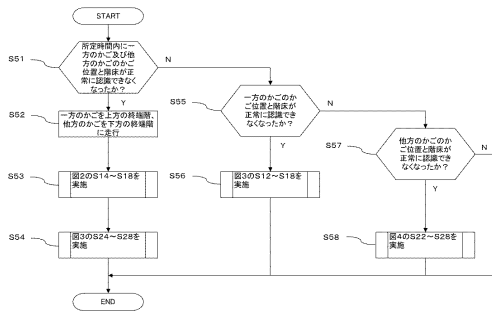 START
S51
所定時間内に一
方のかご及び他
方のかごのかご
位置と階床が正
常に認識できなく
なったか？
N
Y
S52
一方のかごを上方の終端階、
他方のかごを下方の終端階
に走行
S53
図2のS14～S18を
実施
S54
図3のS24～S28を
実施
END
S55
一方のかごのか
ご位置と階床が
正常に認識でき
なくなったか？
N
Y
S56
図3のS12～S18を
実施
S57
他方のかごのか
ご位置と階床が
正常に認識でき
なくなったか？
N
Y
S58
図4のS22～S28を
実施